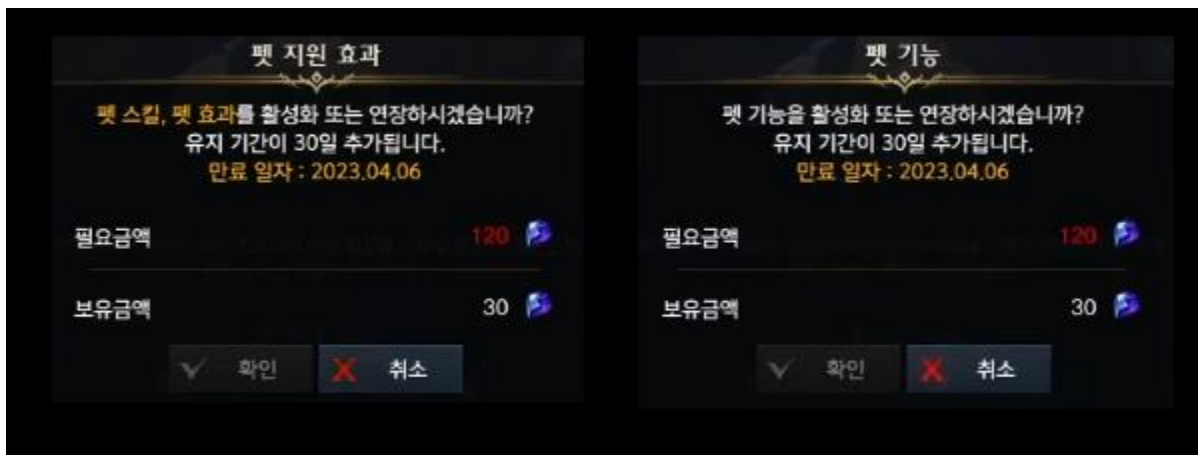 펫 지원 효과
펫 스킬, 펫 효과를 활성화 또는 연장하시겠습니까?
유지 기간이 30일 추가됩니다.
만료 일자 : 2023.04.06
필요금액 120
보유금액 30
확인 취소
펫 기능
펫 기능을 활성화 또는 연장하시겠습니까?
유지 기간이 30일 추가됩니다.
만료 일자 : 2023.04.06
필요금액 120
보유금액 30
확인 취소